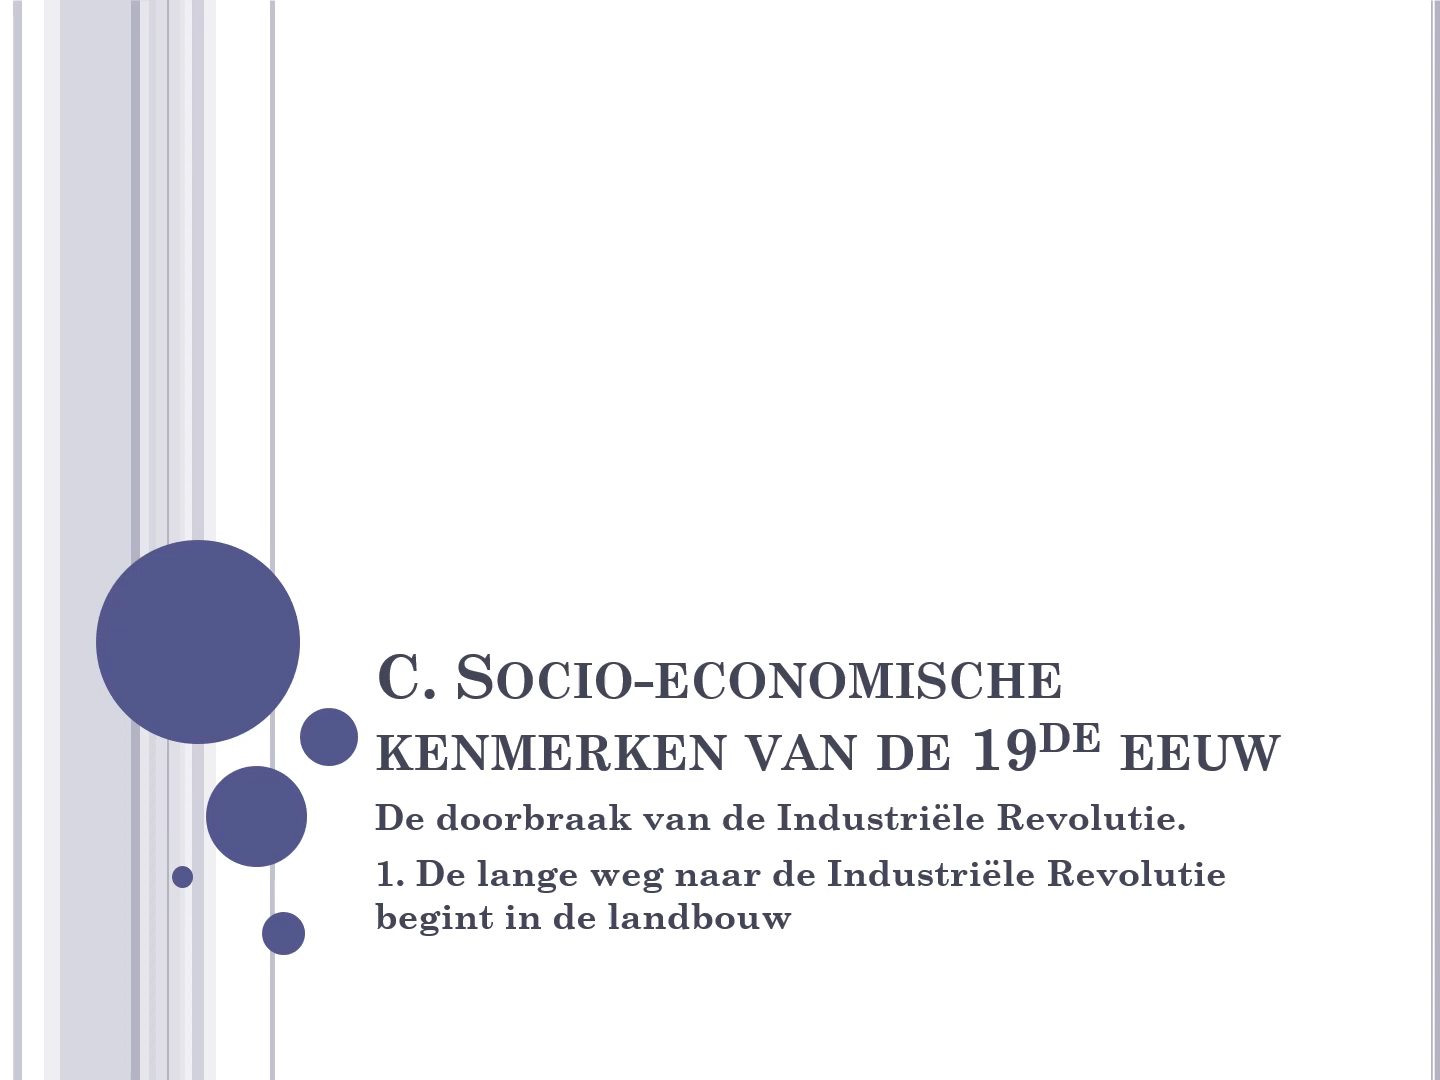 C. Socio-economische
kenmerken van de 19de eeuw
De doorbraak van de Industriële Revolutie.
1. De lange weg naar de Industriële Revolutie
begint in de landbouw